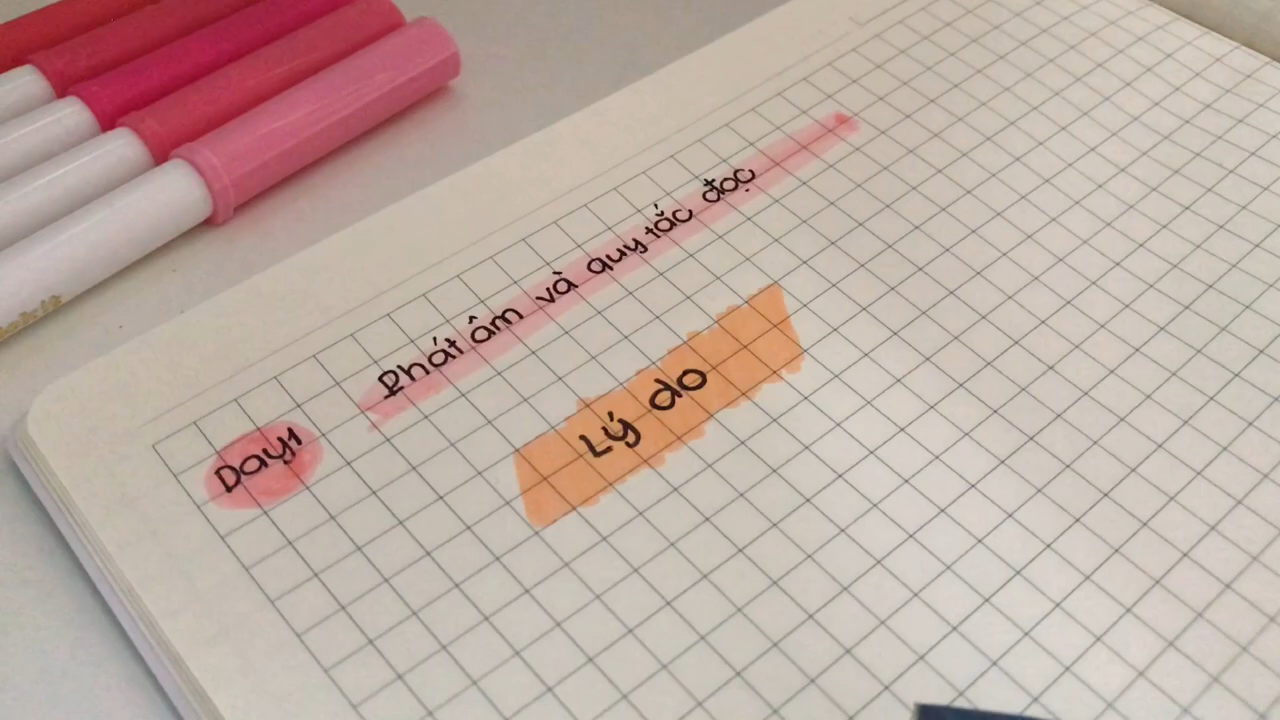 Day1
Phát âm và quy tắc đọc
Lý do